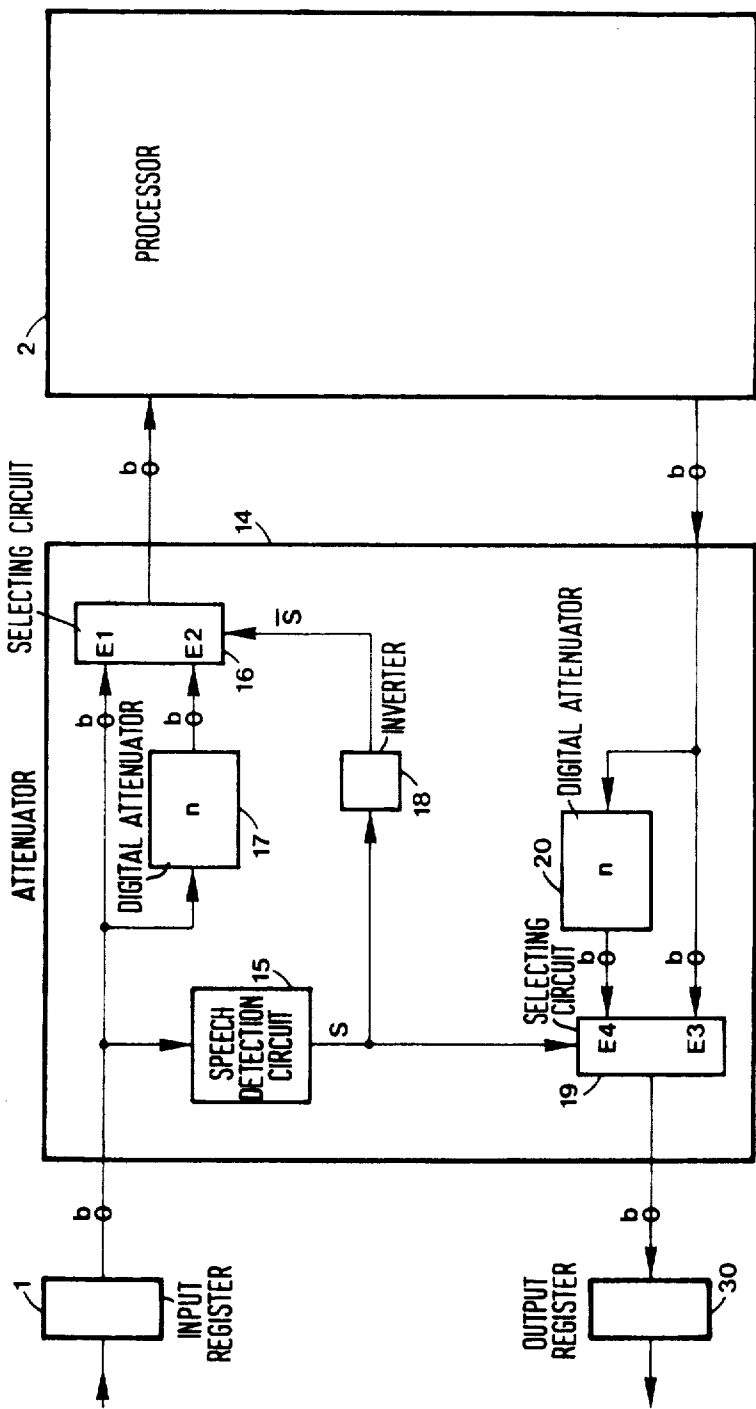 ATTENUATOR
SELECTING CIRCUIT
2
PROCESSOR
14
1
INPUT
REGISTER
b
b
E1
E2
16
b
b
DIGITAL ATTENUATOR
n
17
15
SPEECH
DETECTION
CIRCUIT
S
S̅
INVERTER
18
DIGITAL ATTENUATOR
20
n
SELECTING
CIRCUIT
b
b
E4
E3
19
b
b
OUTPUT
REGISTER
30